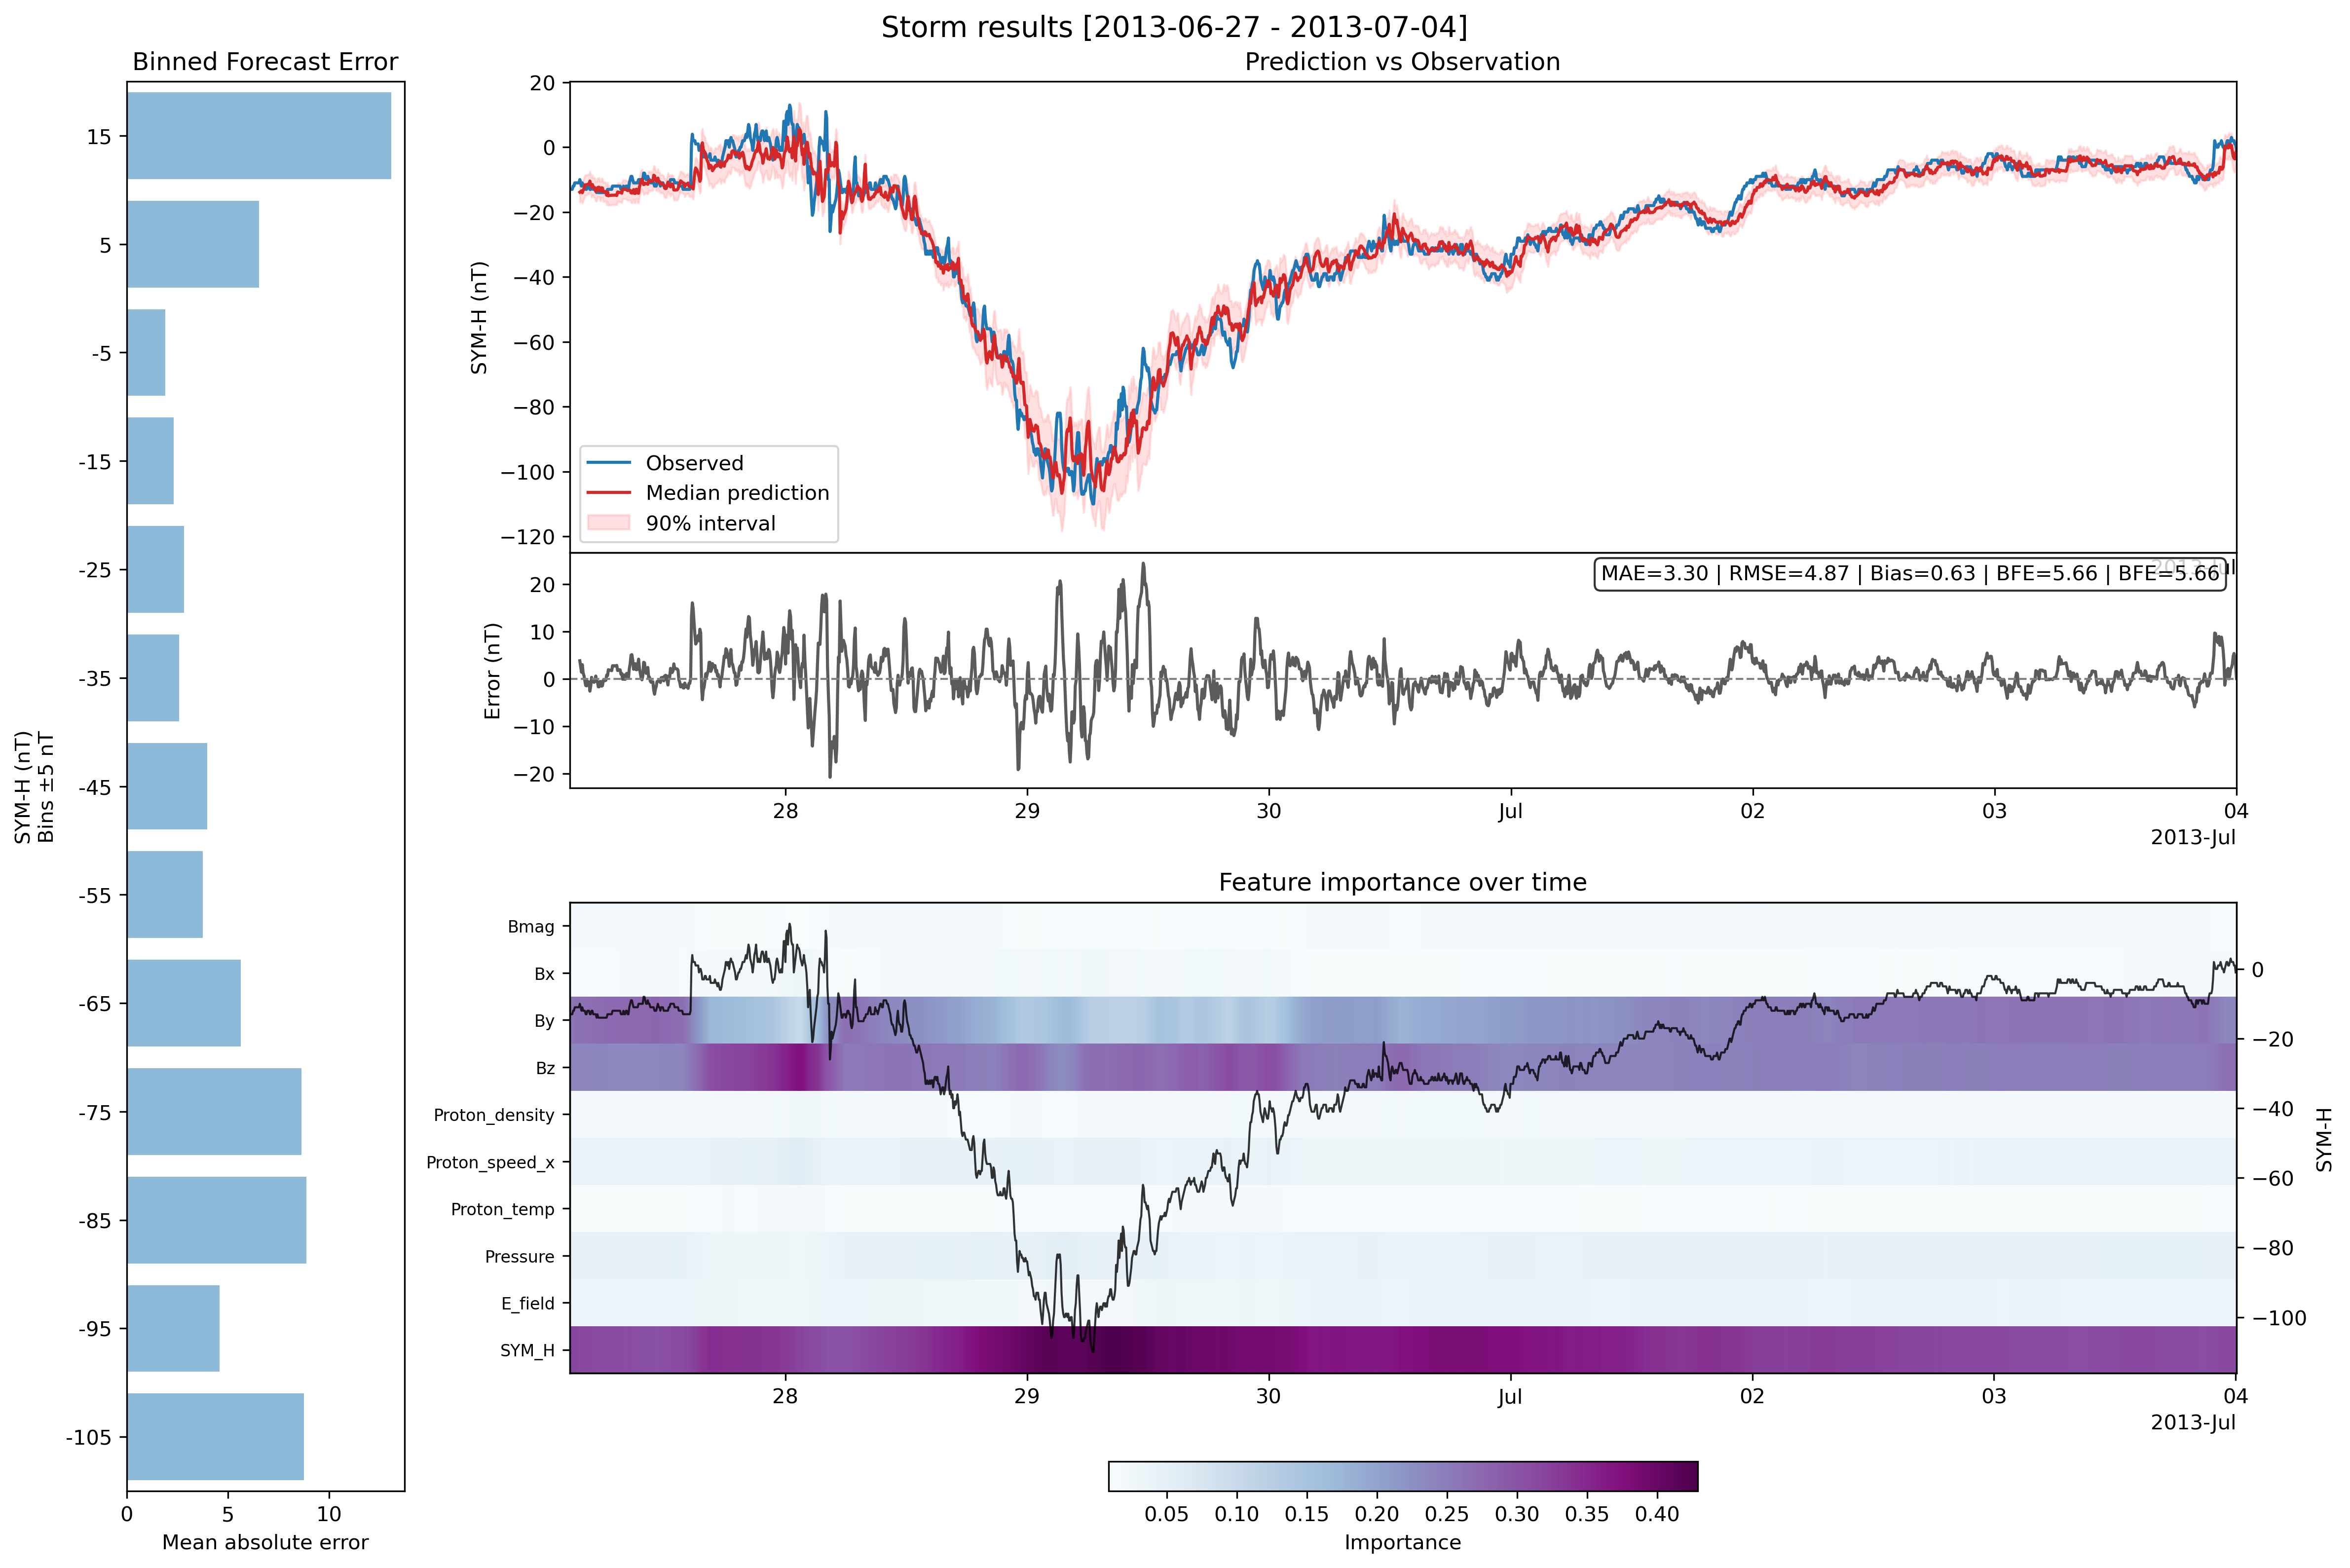 Storm results [2013-06-27 - 2013-07-04]
Binned Forecast Error
15
5
-5
-15
-25
-35
-45
-55
-65
-75
-85
-95
-105
SYM-H (nT)
Bins ±5 nT
0 5 10
Mean absolute error
Prediction vs Observation
20
0
−20
−40
−60
−80
−100
−120
SYM-H (nT)
Observed
Median prediction
90% interval
2013-Jul
MAE=3.30 | RMSE=4.87 | Bias=0.63 | BFE=5.66 | BFE=5.66
20
10
0
−10
−20
Error (nT)
28 29 30 Jul 02 03 04
2013-Jul
Feature importance over time
Bmag
Bx
By
Bz
Proton_density
Proton_speed_x
Proton_temp
Pressure
E_field
SYM_H
0
−20
−40
−60
−80
−100
SYM-H
28 29 30 Jul 02 03 04
2013-Jul
0.05 0.10 0.15 0.20 0.25 0.30 0.35 0.40
Importance